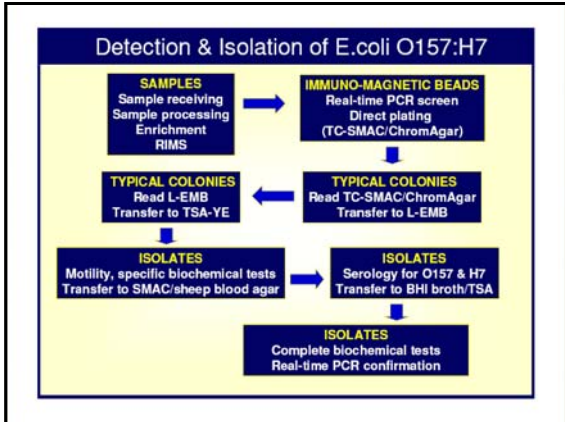 Detection & Isolation of E.coli O157:H7
SAMPLES
Sample receiving
Sample processing
Enrichment
RIMS
IMMUNO-MAGNETIC BEADS
Real-time PCR screen
Direct plating
(TC-SMAC/ChromAgar)
TYPICAL COLONIES
Read TC-SMAC/ChromAgar
Transfer to L-EMB
TYPICAL COLONIES
Read L-EMB
Transfer to TSA-YE
ISOLATES
Motility, specific biochemical tests
Transfer to SMAC/sheep blood agar
ISOLATES
Serology for O157 & H7
Transfer to BHI broth/TSA
ISOLATES
Complete biochemical tests
Real-time PCR confirmation